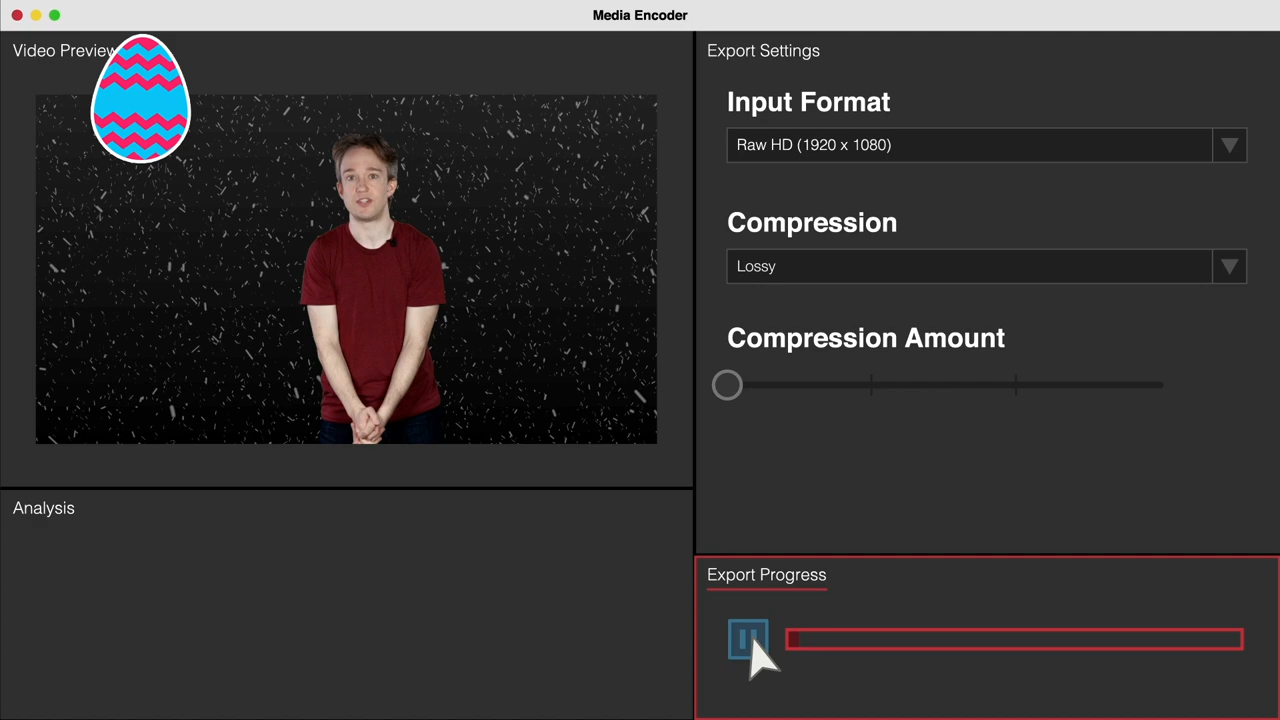 Media Encoder
Video Preview
Export Settings
Input Format
Raw HD (1920 x 1080)
Compression
Lossy
Compression Amount
Analysis
Export Progress